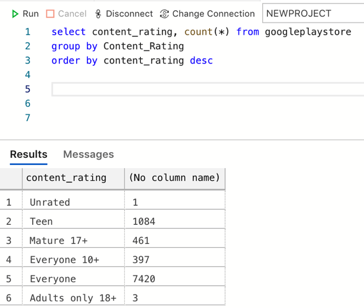 Run Cancel Disconnect Change Connection NEWPROJECT
1 select content_rating, count(*) from googleplaystore
2 group by Content_Rating
3 order by content_rating desc
4
5
6
7
Results Messages
content_rating (No column name)
1 Unrated 1
2 Teen 1084
3 Mature 17+ 461
4 Everyone 10+ 397
5 Everyone 7420
6 Adults only 18+ 3